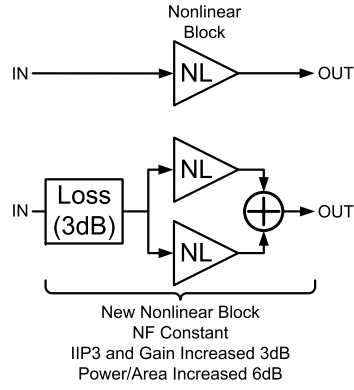 Nonlinear
Block
IN
NL
OUT
NL
IN
Loss
(3dB)
OUT
NL
New Nonlinear Block
NF Constant
IIP3 and Gain Increased 3dB
Power/Area Increased 6dB